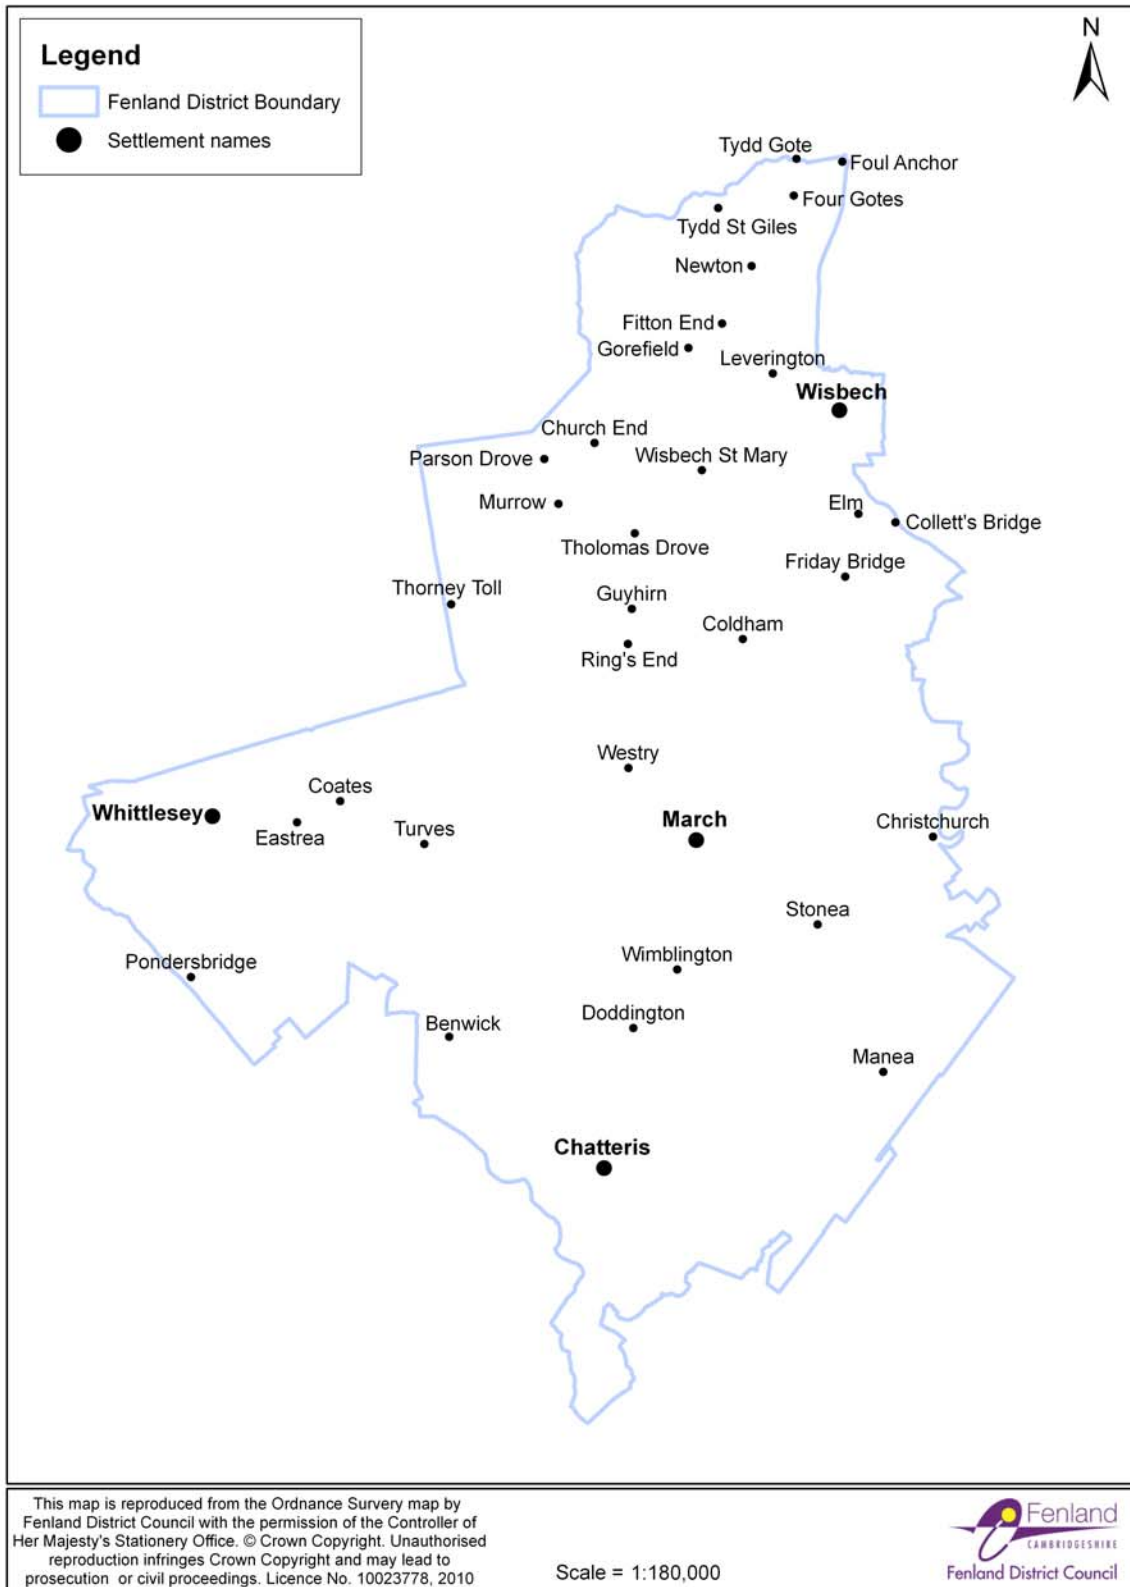 N
Legend
Fenland District Boundary
Settlement names
Tydd Gote
Foul Anchor
Four Gotes
Tydd St Giles
Newton
Fitton End
Gorefield
Leverington
Wisbech
Church End
Parson Drove
Wisbech St Mary
Murrow
Elm
Collett's Bridge
Tholomas Drove
Friday Bridge
Thorney Toll
Guyhirn
Coldham
Ring's End
Westry
Coates
Whittlesey
Eastrea
Turves
March
Christchurch
Stonea
Wimblington
Pondersbridge
Doddington
Benwick
Manea
Chatteris
This map is reproduced from the Ordnance Survery map by
Fenland District Council with the permission of the Controller of
Her Majesty's Stationery Office. © Crown Copyright. Unauthorised
reproduction infringes Crown Copyright and may lead to
prosecution or civil proceedings. Licence No. 10023778, 2010
Scale = 1:180,000
Fenland
CAMBRIDGESHIRE
Fenland District Council